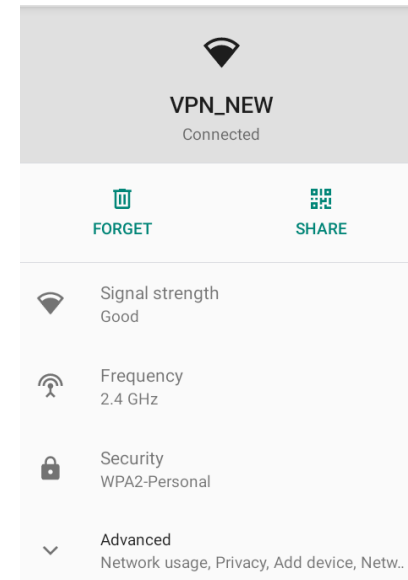 VPN_NEW
Connected
FORGET
SHARE
Signal strength
Good
Frequency
2.4 GHz
Security
WPA2-Personal
Advanced
Network usage, Privacy, Add device, Netw..